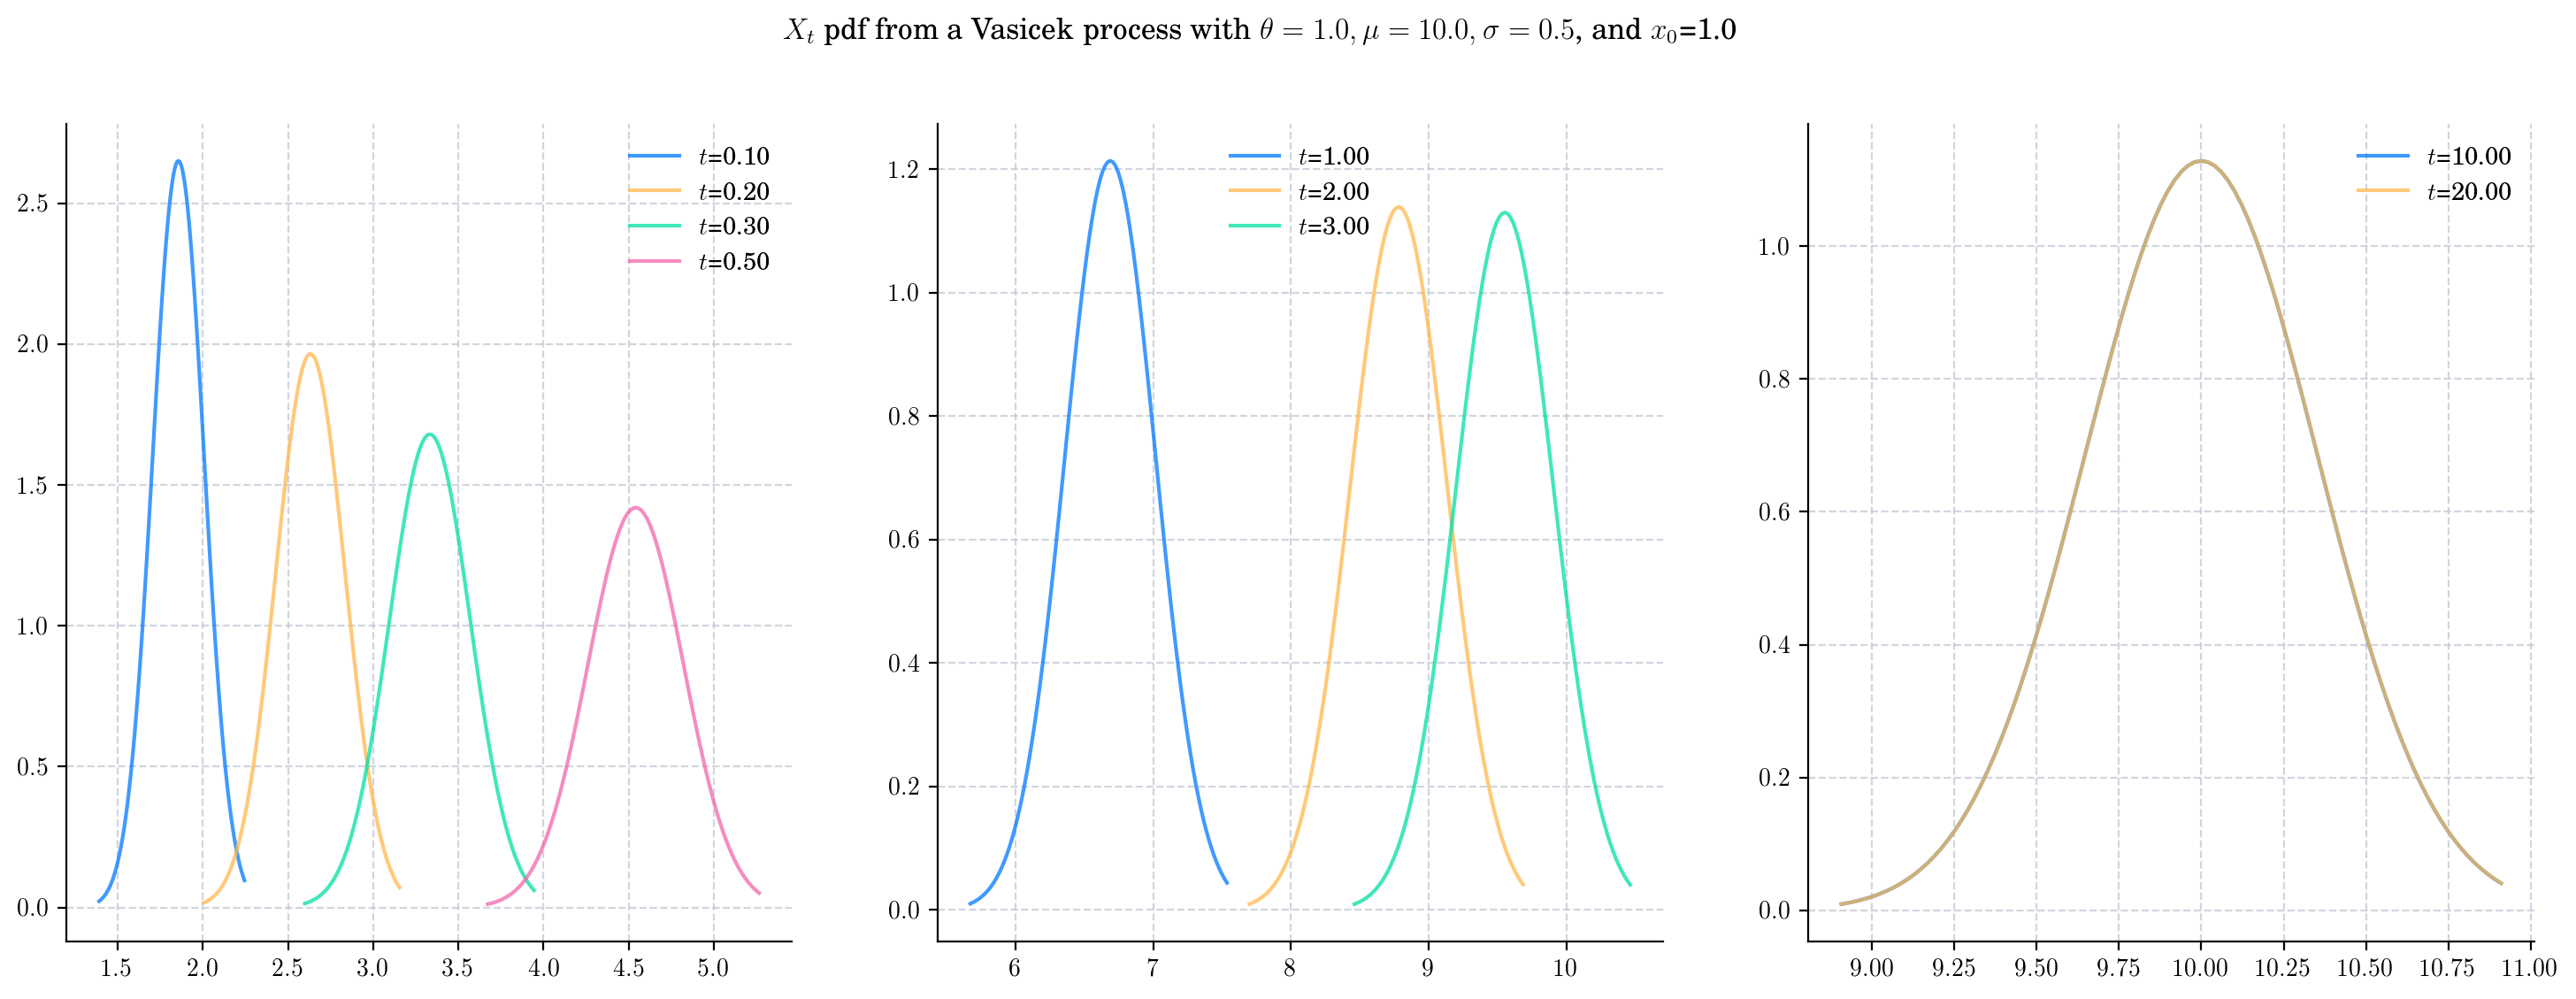 X_t pdf from a Vasicek process with θ = 1.0, μ = 10.0, σ = 0.5, and x_0=1.0
t=0.10
t=0.20
t=0.30
t=0.50
2.5
2.0
1.5
1.0
0.5
0.0
1.5 2.0 2.5 3.0 3.5 4.0 4.5 5.0
t=1.00
t=2.00
t=3.00
1.2
1.0
0.8
0.6
0.4
0.2
0.0
6 7 8 9 10
t=10.00
t=20.00
1.0
0.8
0.6
0.4
0.2
0.0
9.00 9.25 9.50 9.75 10.00 10.25 10.50 10.75 11.00